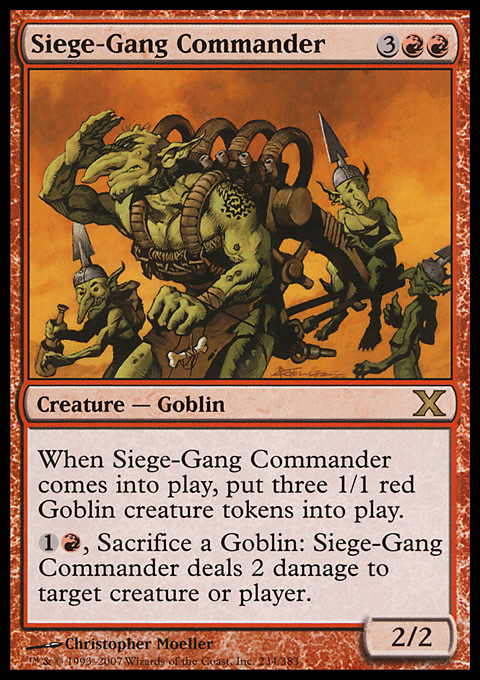 Siege-Gang Commander 3
Creature — Goblin X
When Siege-Gang Commander
comes into play, put three 1/1 red
Goblin creature tokens into play.
1 , Sacrifice a Goblin: Siege-Gang
Commander deals 2 damage to
target creature or player.
2/2
Christopher Moeller
™ & © 1993–2007 Wizards of the Coast, Inc. 234/383